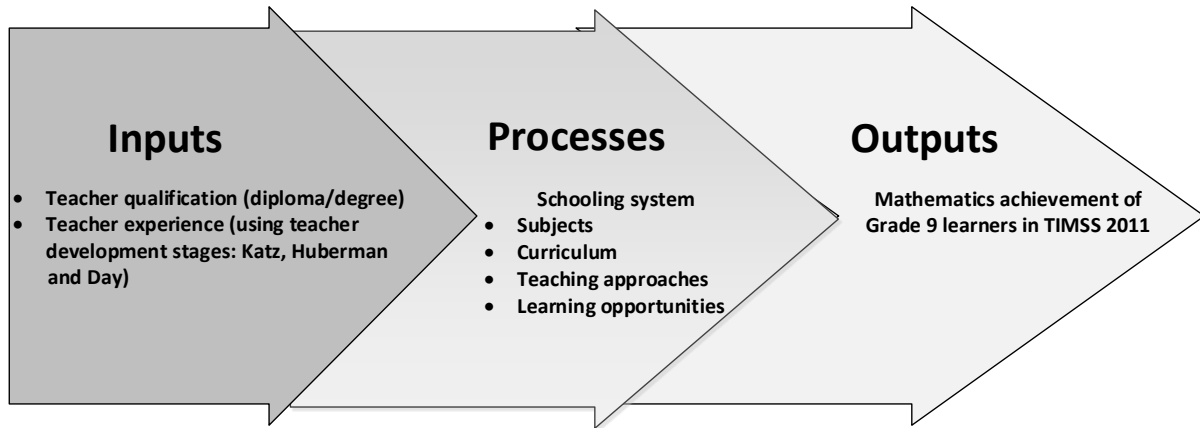 Inputs
• Teacher qualification (diploma/degree)
• Teacher experience (using teacher
development stages: Katz, Huberman
and Day)
Processes
Schooling system
• Subjects
• Curriculum
• Teaching approaches
• Learning opportunities
Outputs
Mathematics achievement of
Grade 9 learners in TIMSS 2011